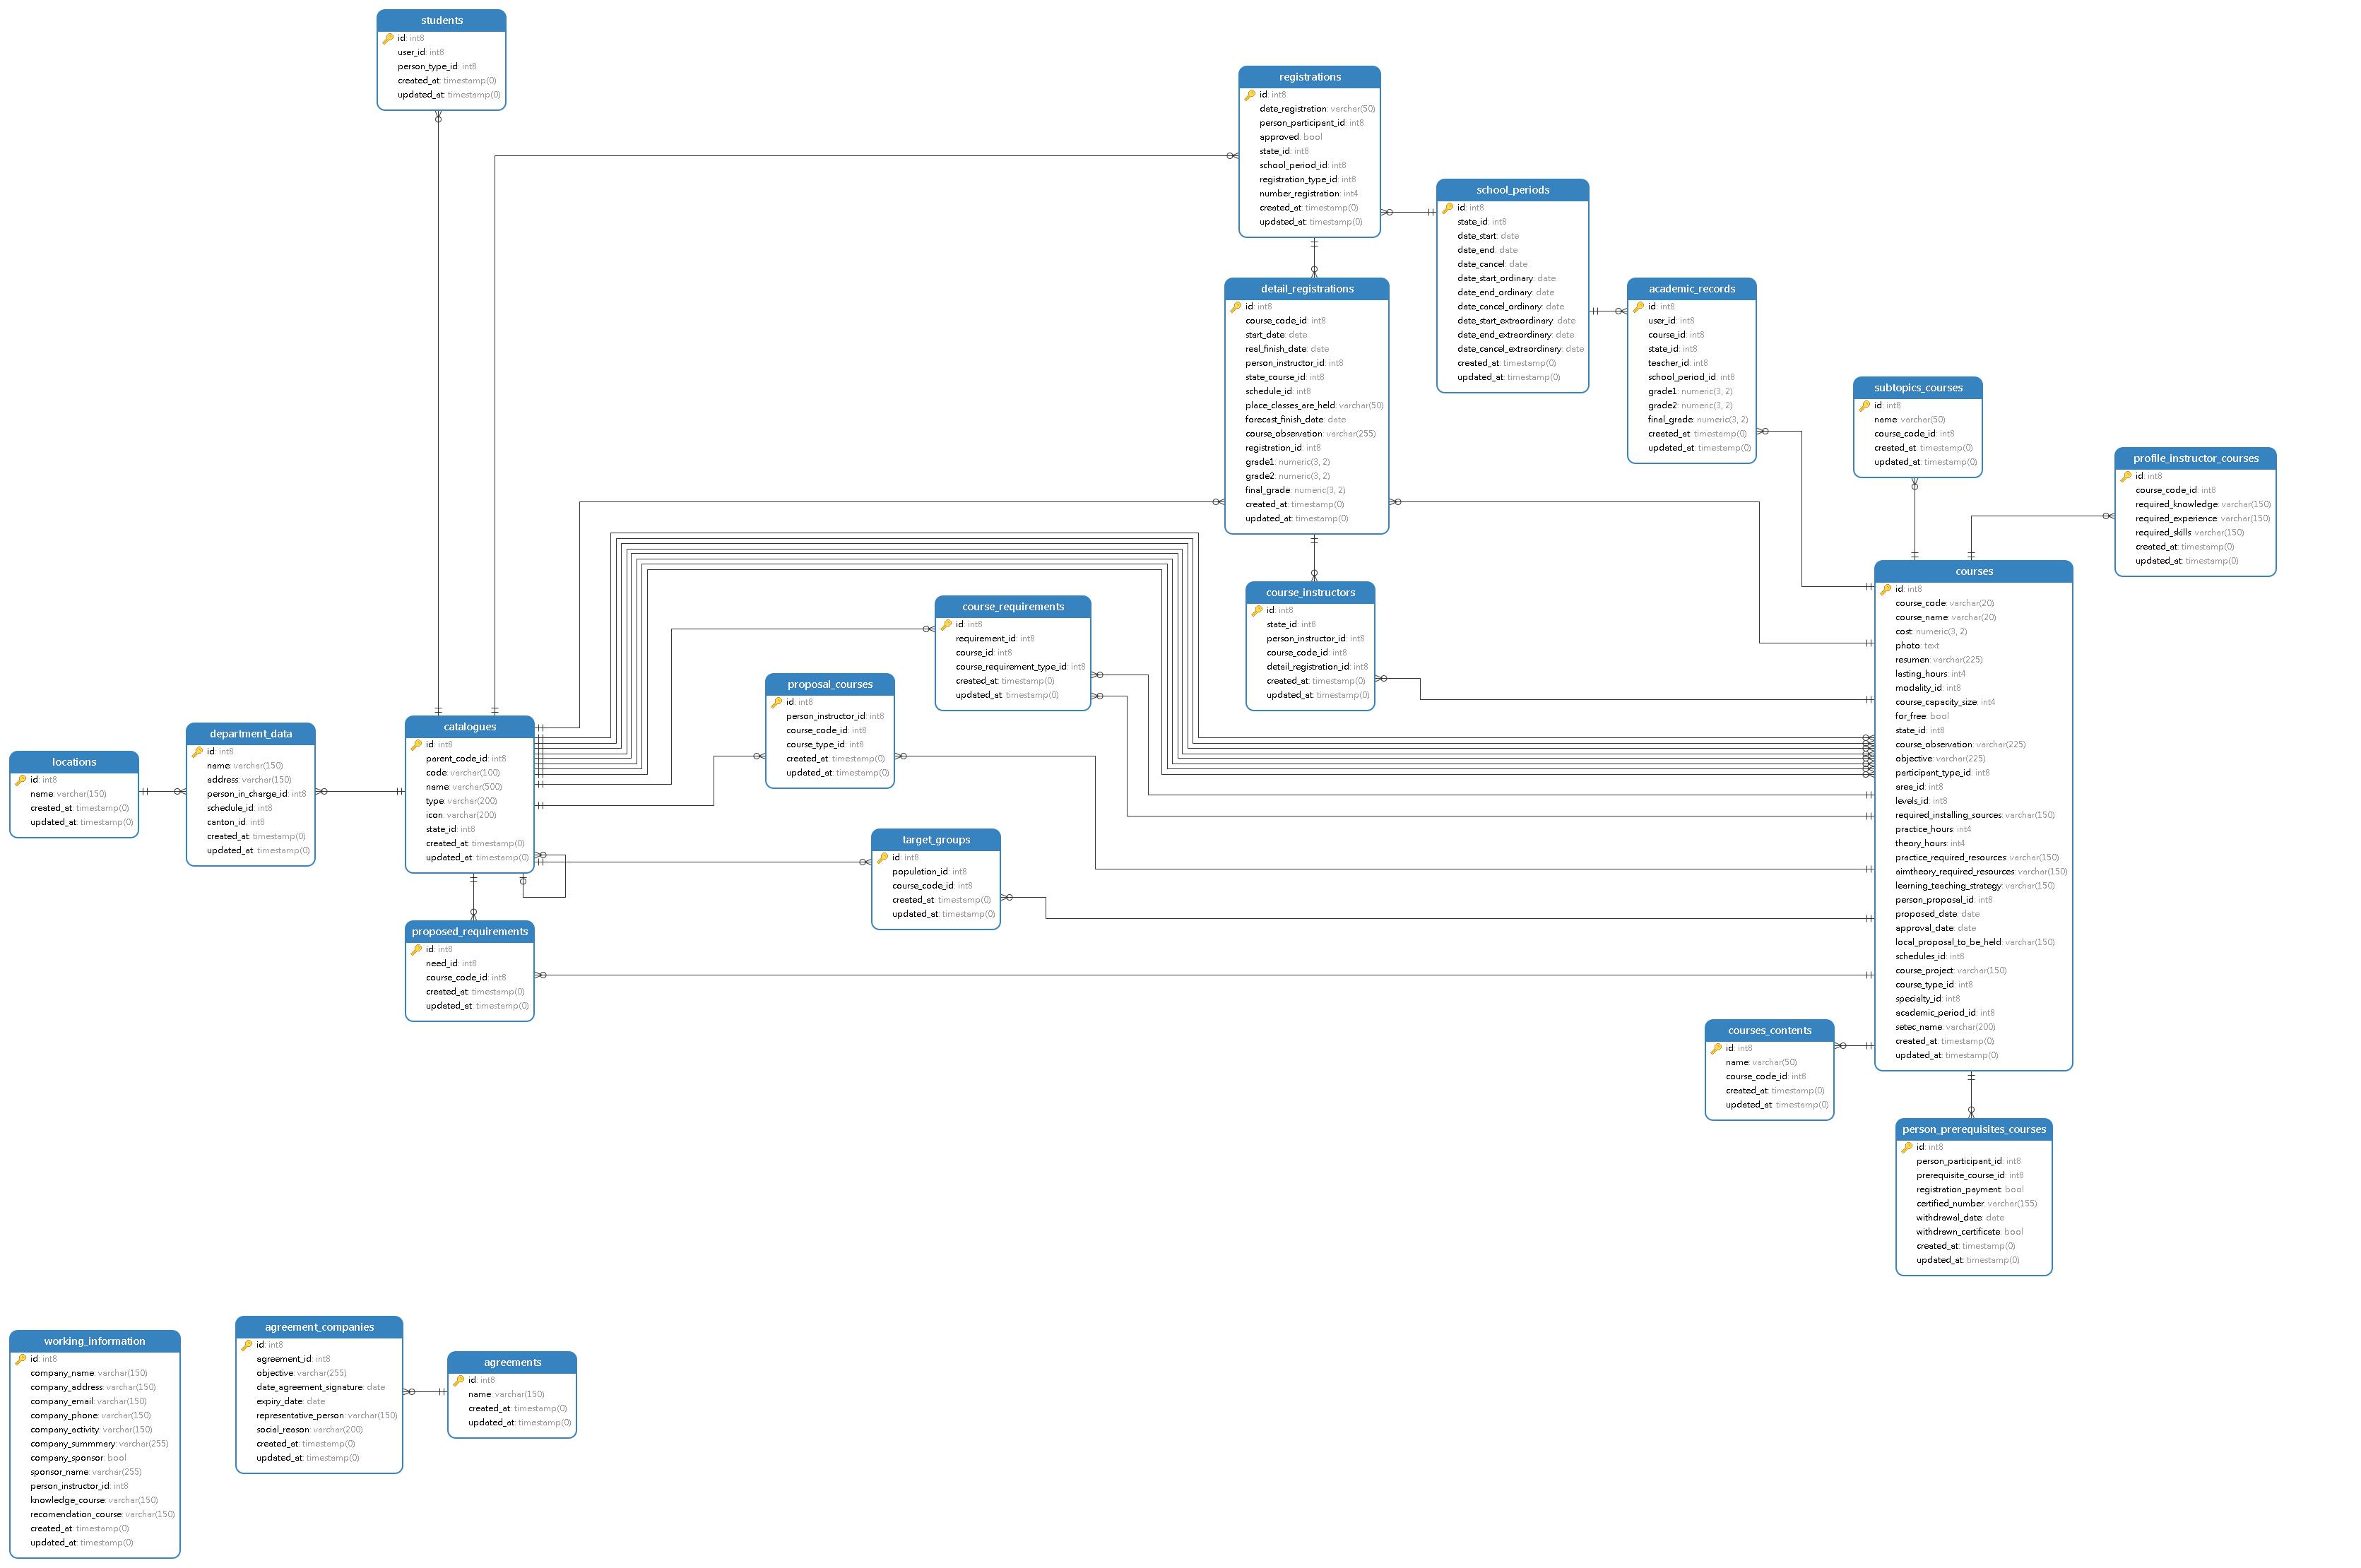 students
id: int8
user_id: int8
person_type_id: int8
created_at: timestamp(0)
updated_at: timestamp(0)
registrations
id: int8
date_registration: varchar(50)
person_participant_id: int8
approved: bool
state_id: int8
school_period_id: int8
registration_type_id: int8
number_registration: int4
created_at: timestamp(0)
updated_at: timestamp(0)
school_periods
id: int8
state_id: int8
date_start: date
date_end: date
date_cancel: date
date_start_ordinary: date
date_end_ordinary: date
date_cancel_ordinary: date
date_start_extraordinary: date
date_end_extraordinary: date
date_cancel_extraordinary: date
created_at: timestamp(0)
updated_at: timestamp(0)
detail_registrations
id: int8
course_code_id: int8
start_date: date
real_finish_date: date
person_instructor_id: int8
state_course_id: int8
schedule_id: int8
place_classes_are_held: varchar(50)
forecast_finish_date: date
course_observation: varchar(255)
registration_id: int8
grade1: numeric(3, 2)
grade2: numeric(3, 2)
final_grade: numeric(3, 2)
created_at: timestamp(0)
updated_at: timestamp(0)
academic_records
id: int8
user_id: int8
course_id: int8
state_id: int8
teacher_id: int8
school_period_id: int8
grade1: numeric(3, 2)
grade2: numeric(3, 2)
final_grade: numeric(3, 2)
created_at: timestamp(0)
updated_at: timestamp(0)
subtopics_courses
id: int8
name: varchar(50)
course_code_id: int8
created_at: timestamp(0)
updated_at: timestamp(0)
profile_instructor_courses
id: int8
course_code_id: int8
required_knowledge: varchar(150)
required_experience: varchar(150)
required_skills: varchar(150)
created_at: timestamp(0)
updated_at: timestamp(0)
courses
id: int8
course_code: varchar(20)
course_name: varchar(20)
cost: numeric(3, 2)
photo: text
resumen: varchar(225)
lasting_hours: int4
modality_id: int8
course_capacity_size: int4
for_free: bool
state_id: int8
course_observation: varchar(225)
objective: varchar(225)
participant_type_id: int8
area_id: int8
levels_id: int8
required_installing_sources: varchar(150)
practice_hours: int4
theory_hours: int4
practice_required_resources: varchar(150)
aimtheory_required_resources: varchar(150)
learning_teaching_strategy: varchar(150)
person_proposal_id: int8
proposed_date: date
approval_date: date
local_proposal_to_be_held: varchar(150)
schedules_id: int8
course_project: varchar(150)
course_type_id: int8
specialty_id: int8
academic_period_id: int8
setec_name: varchar(200)
created_at: timestamp(0)
updated_at: timestamp(0)
course_instructors
id: int8
state_id: int8
person_instructor_id: int8
course_code_id: int8
detail_registration_id: int8
created_at: timestamp(0)
updated_at: timestamp(0)
course_requirements
id: int8
requirement_id: int8
course_id: int8
course_requirement_type_id: int8
created_at: timestamp(0)
updated_at: timestamp(0)
proposal_courses
id: int8
person_instructor_id: int8
course_code_id: int8
course_type_id: int8
created_at: timestamp(0)
updated_at: timestamp(0)
catalogues
id: int8
parent_code_id: int8
code: varchar(100)
name: varchar(500)
type: varchar(200)
icon: varchar(200)
state_id: int8
created_at: timestamp(0)
updated_at: timestamp(0)
department_data
id: int8
name: varchar(150)
address: varchar(150)
person_in_charge_id: int8
schedule_id: int8
canton_id: int8
created_at: timestamp(0)
updated_at: timestamp(0)
locations
id: int8
name: varchar(150)
created_at: timestamp(0)
updated_at: timestamp(0)
target_groups
id: int8
population_id: int8
course_code_id: int8
created_at: timestamp(0)
updated_at: timestamp(0)
proposed_requirements
id: int8
need_id: int8
course_code_id: int8
created_at: timestamp(0)
updated_at: timestamp(0)
courses_contents
id: int8
name: varchar(50)
course_code_id: int8
created_at: timestamp(0)
updated_at: timestamp(0)
person_prerequisites_courses
id: int8
person_participant_id: int8
prerequisite_course_id: int8
registration_payment: bool
certified_number: varchar(155)
withdrawal_date: date
withdrawn_certificate: bool
created_at: timestamp(0)
updated_at: timestamp(0)
working_information
id: int8
company_name: varchar(150)
company_address: varchar(150)
company_email: varchar(150)
company_phone: varchar(150)
company_activity: varchar(150)
company_summmary: varchar(255)
company_sponsor: bool
sponsor_name: varchar(255)
person_instructor_id: int8
knowledge_course: varchar(150)
recomendation_course: varchar(150)
created_at: timestamp(0)
updated_at: timestamp(0)
agreement_companies
id: int8
agreement_id: int8
objective: varchar(255)
date_agreement_signature: date
expiry_date: date
representative_person: varchar(150)
social_reason: varchar(200)
created_at: timestamp(0)
updated_at: timestamp(0)
agreements
id: int8
name: varchar(150)
created_at: timestamp(0)
updated_at: timestamp(0)